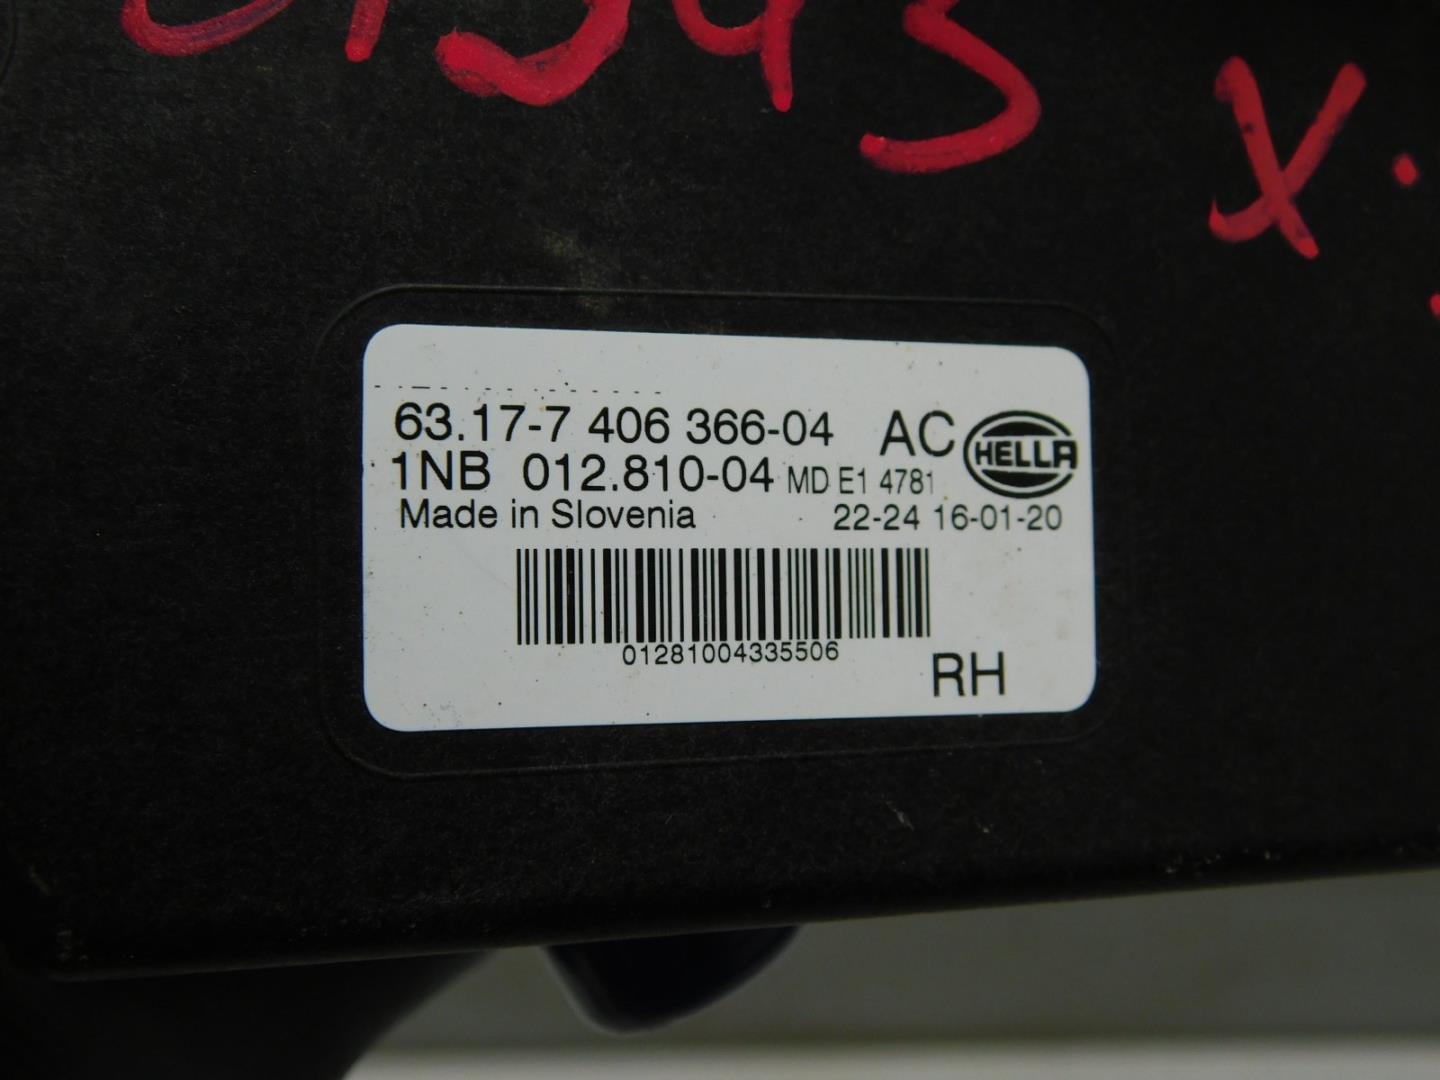 X
63.17-7 406 366-04 AC HELLA
1NB 012.810-04 MD E1 4781
Made in Slovenia 22-24 16-01-20
01281004335506
RH